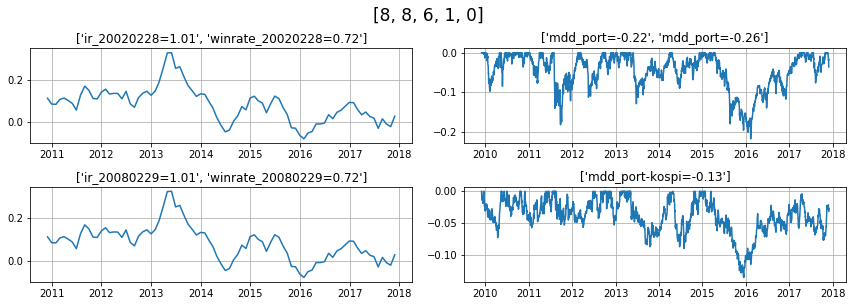 [8, 8, 6, 1, 0]
['ir_20020228=1.01', 'winrate_20020228=0.72']
0.2
0.0
2011 2012 2013 2014 2015 2016 2017 2018
['mdd_port=-0.22', 'mdd_port=-0.26']
0.0
−0.1
−0.2
2010 2011 2012 2013 2014 2015 2016 2017 2018
['ir_20080229=1.01', 'winrate_20080229=0.72']
0.2
0.0
2011 2012 2013 2014 2015 2016 2017 2018
['mdd_port-kospi=-0.13']
0.00
−0.05
−0.10
2010 2011 2012 2013 2014 2015 2016 2017 2018